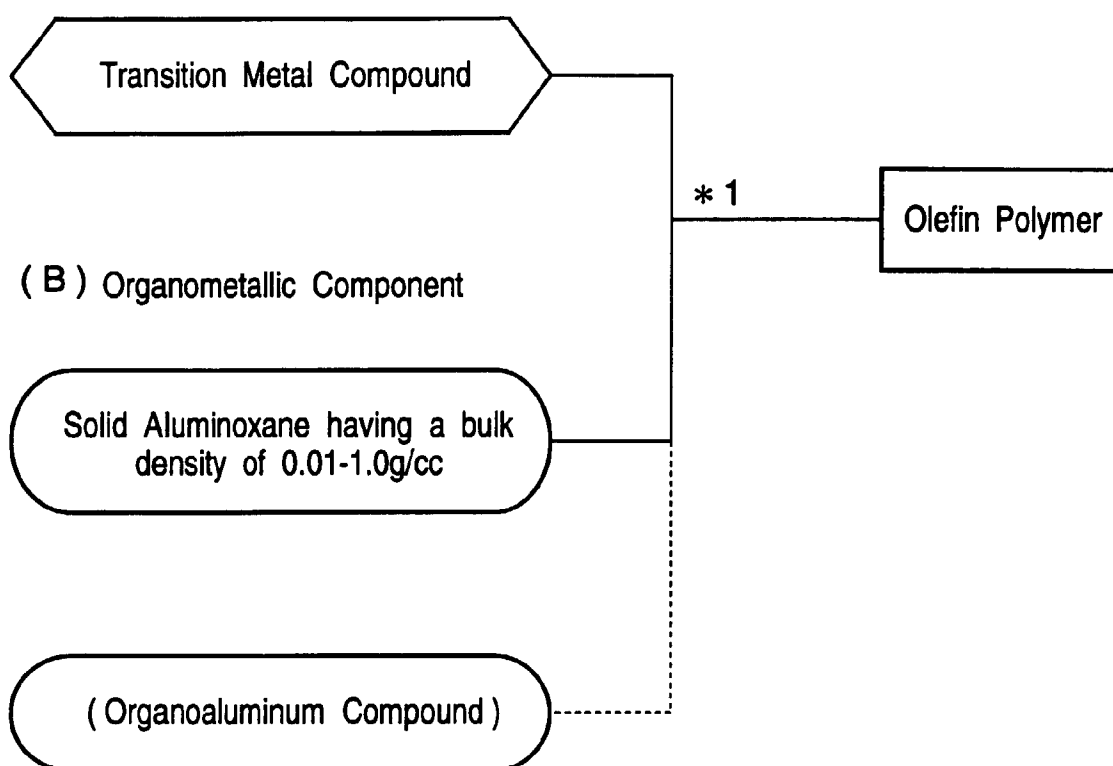 Transition Metal Compound
*1
Olefin Polymer
(B) Organometallic Component
Solid Aluminoxane having a bulk
density of 0.01-1.0g/cc
(Organoaluminum Compound)